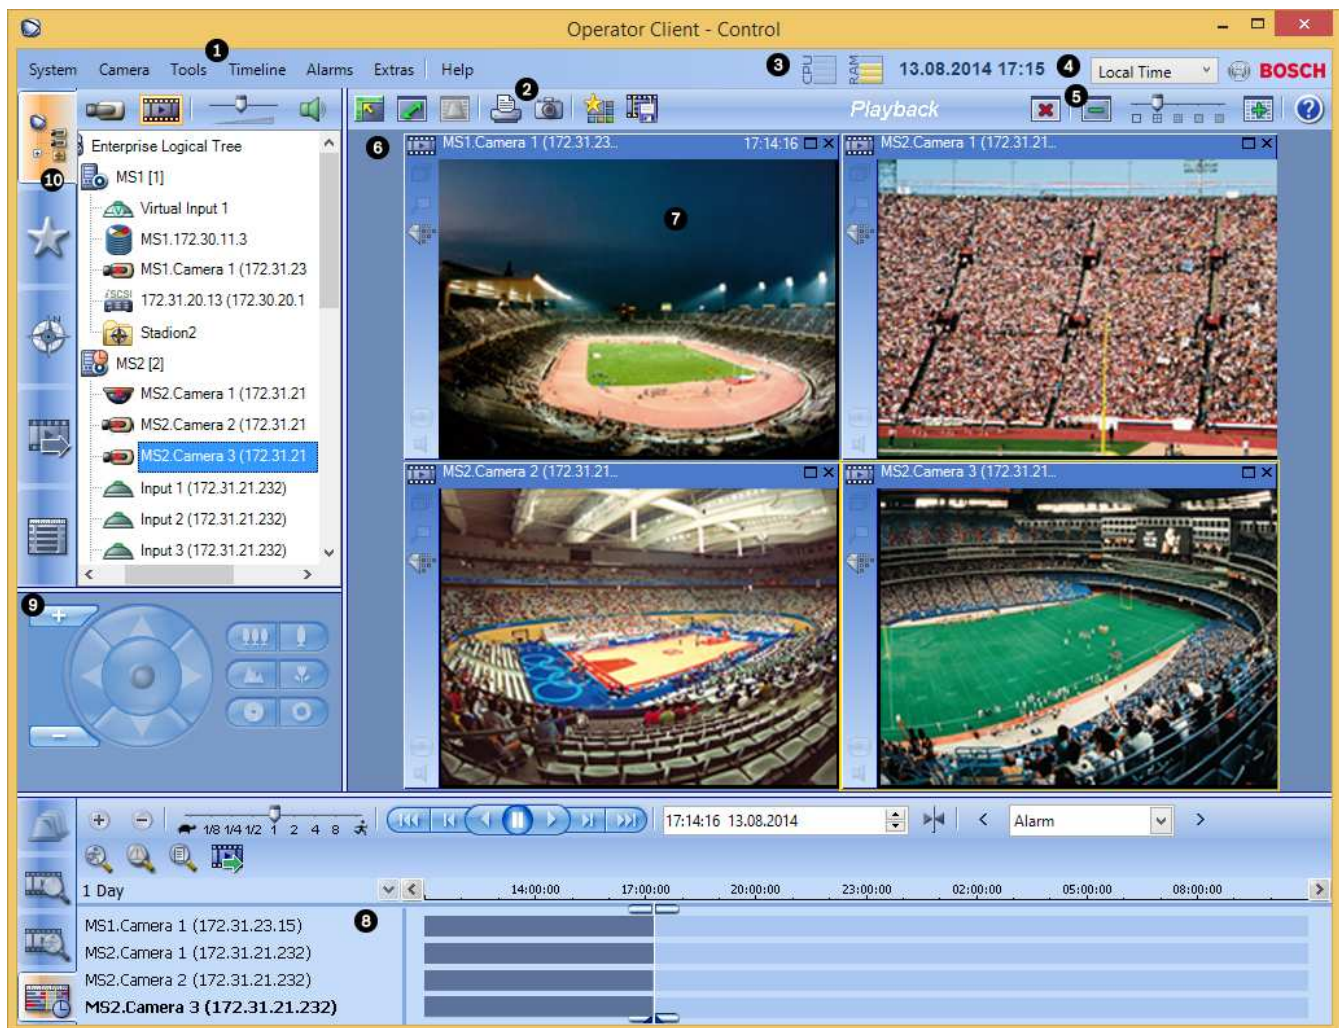 Operator Client - Control
1
System Camera Tools Timeline Alarms Extras Help
3 CPU RAM 13.08.2014 17:15 4 Local Time BOSCH
2
Playback
5
6
10
Enterprise Logical Tree
MS1 [1]
Virtual Input 1
MS1.172.30.11.3
MS1.Camera 1 (172.31.23
iSCSI 172.31.20.13 (172.30.20.1
Stadion2
MS2 [2]
MS2.Camera 1 (172.31.21
MS2.Camera 2 (172.31.21
MS2.Camera 3 (172.31.21
Input 1 (172.31.21.232)
Input 2 (172.31.21.232)
Input 3 (172.31.21.232)
MS1.Camera 1 (172.31.23... 17:14:16
MS2.Camera 1 (172.31.21...
7
MS2.Camera 2 (172.31.21...
MS2.Camera 3 (172.31.21...
9
1/8 1/4 1/2 1 2 4 8
17:14:16 13.08.2014
Alarm
1 Day
14:00:00 17:00:00 20:00:00 23:00:00 02:00:00 05:00:00 08:00:00
8
MS1.Camera 1 (172.31.23.15)
MS2.Camera 1 (172.31.21.232)
MS2.Camera 2 (172.31.21.232)
MS2.Camera 3 (172.31.21.232)